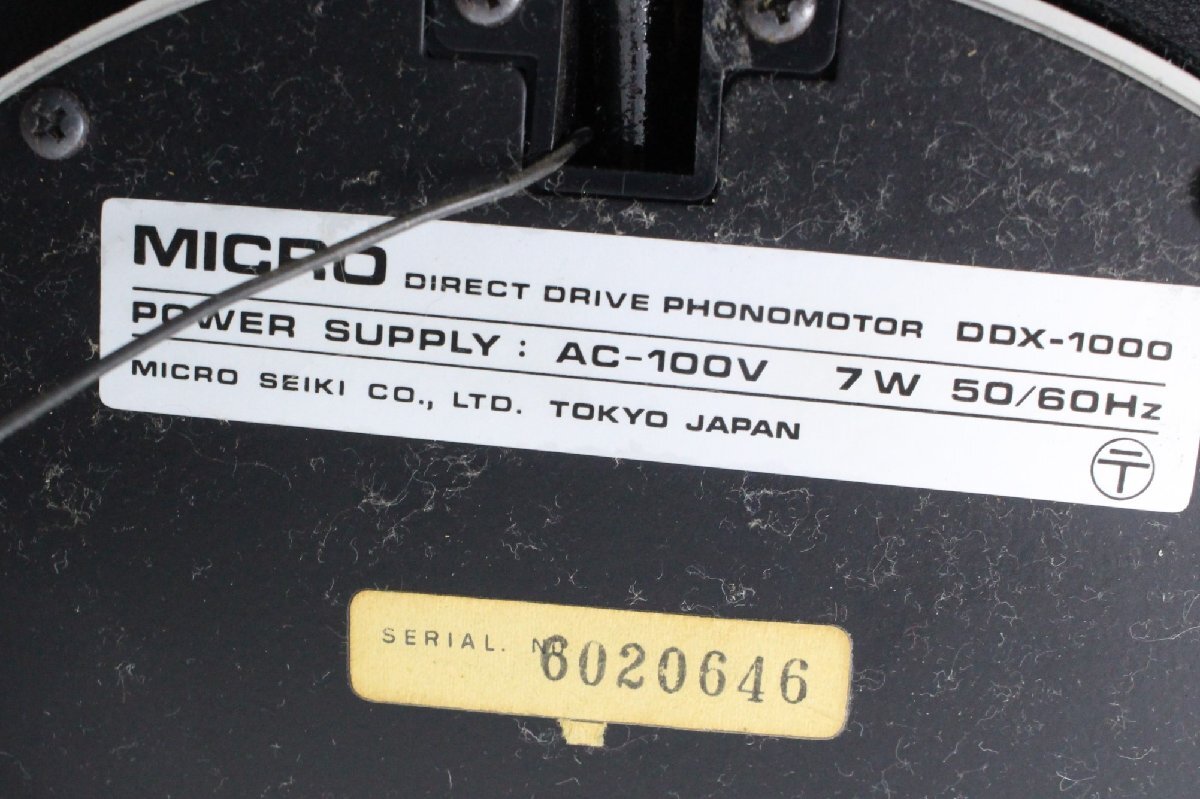 MICRO DIRECT DRIVE PHONOMOTOR DDX-1000
POWER SUPPLY : AC-100V 7W 50/60Hz
MICRO SEIKI CO., LTD. TOKYO JAPAN
〒
SERIAL. NO 6020646